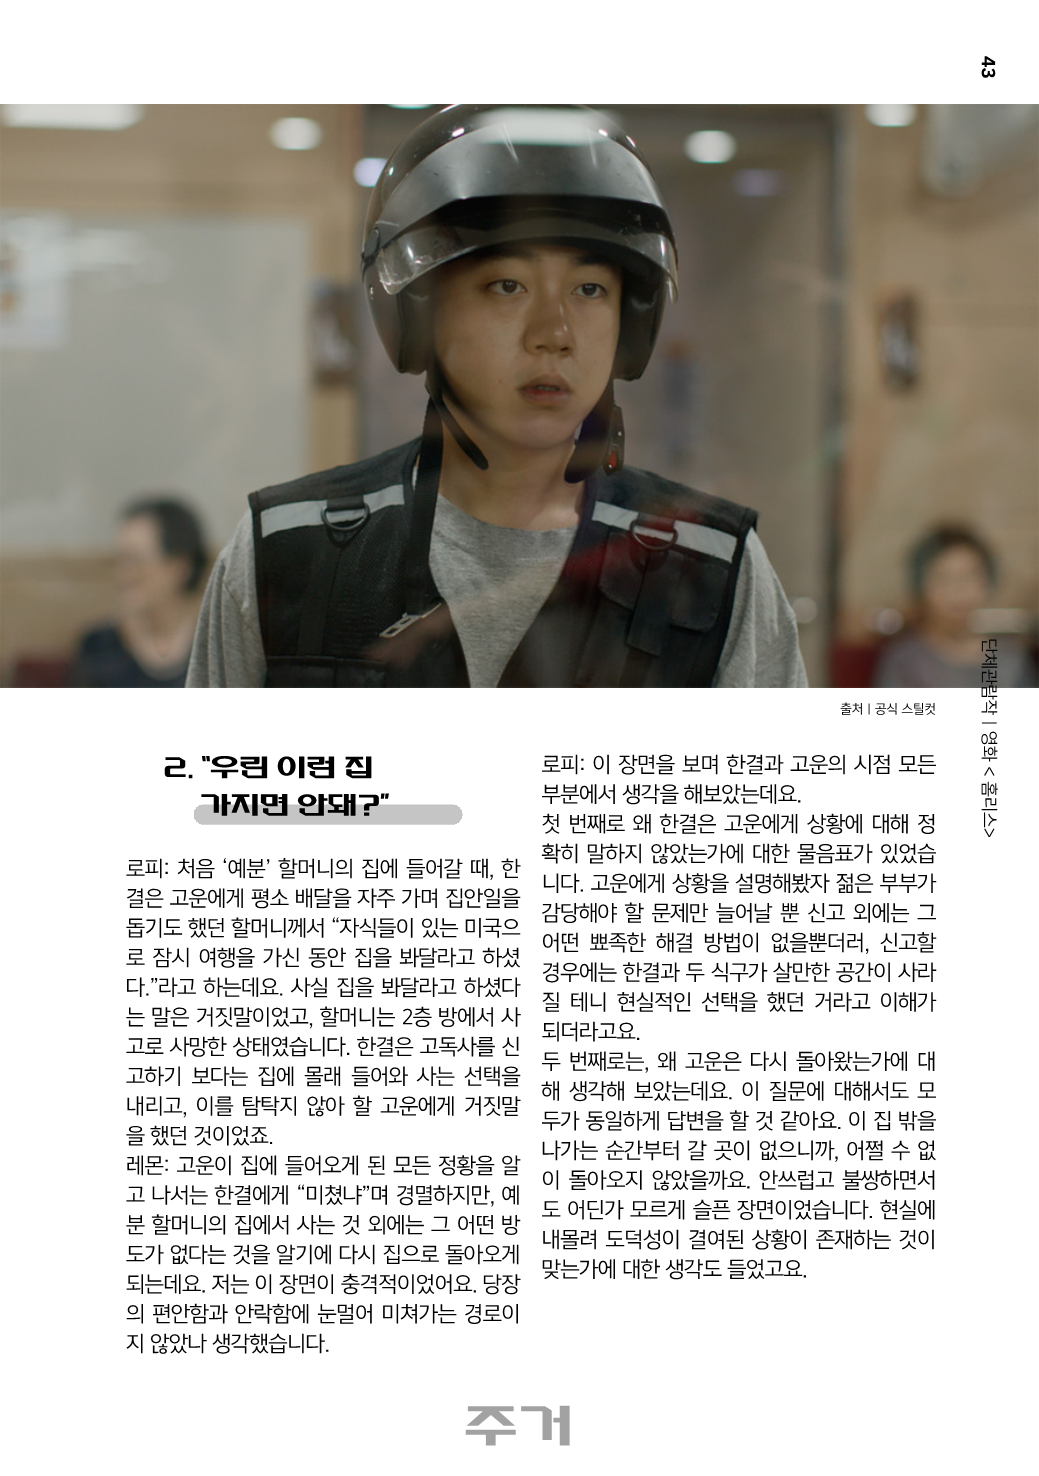 43
출처 | 공식 스틸컷
단체관람작 | 영화 < 홈리스>
2. "우린 이런 집
가지면 안돼?"
로피: 처음 ‘예분’ 할머니의 집에 들어갈 때, 한
결은 고운에게 평소 배달을 자주 가며 집안일을
돕기도 했던 할머니께서 “자식들이 있는 미국으
로 잠시 여행을 가신 동안 집을 봐달라고 하셨
다.”라고 하는데요. 사실 집을 봐달라고 하셨다
는 말은 거짓말이었고, 할머니는 2층 방에서 사
고로 사망한 상태였습니다. 한결은 고독사를 신
고하기 보다는 집에 몰래 들어와 사는 선택을
내리고, 이를 탐탁지 않아 할 고운에게 거짓말
을 했던 것이었죠.
레몬: 고운이 집에 들어오게 된 모든 정황을 알
고 나서는 한결에게 “미쳤냐”며 경멸하지만, 예
분 할머니의 집에서 사는 것 외에는 그 어떤 방
도가 없다는 것을 알기에 다시 집으로 돌아오게
되는데요. 저는 이 장면이 충격적이었어요. 당장
의 편안함과 안락함에 눈멀어 미쳐가는 경로이
지 않았나 생각했습니다.
로피: 이 장면을 보며 한결과 고운의 시점 모든
부분에서 생각을 해보았는데요.
첫 번째로 왜 한결은 고운에게 상황에 대해 정
확히 말하지 않았는가에 대한 물음표가 있었습
니다. 고운에게 상황을 설명해봤자 젊은 부부가
감당해야 할 문제만 늘어날 뿐 신고 외에는 그
어떤 뾰족한 해결 방법이 없을뿐더러, 신고할
경우에는 한결과 두 식구가 살만한 공간이 사라
질 테니 현실적인 선택을 했던 거라고 이해가
되더라고요.
두 번째로는, 왜 고운은 다시 돌아왔는가에 대
해 생각해 보았는데요. 이 질문에 대해서도 모
두가 동일하게 답변을 할 것 같아요. 이 집 밖을
나가는 순간부터 갈 곳이 없으니까, 어쩔 수 없
이 돌아오지 않았을까요. 안쓰럽고 불쌍하면서
도 어딘가 모르게 슬픈 장면이었습니다. 현실에
내몰려 도덕성이 결여된 상황이 존재하는 것이
맞는가에 대한 생각도 들었고요.
주거